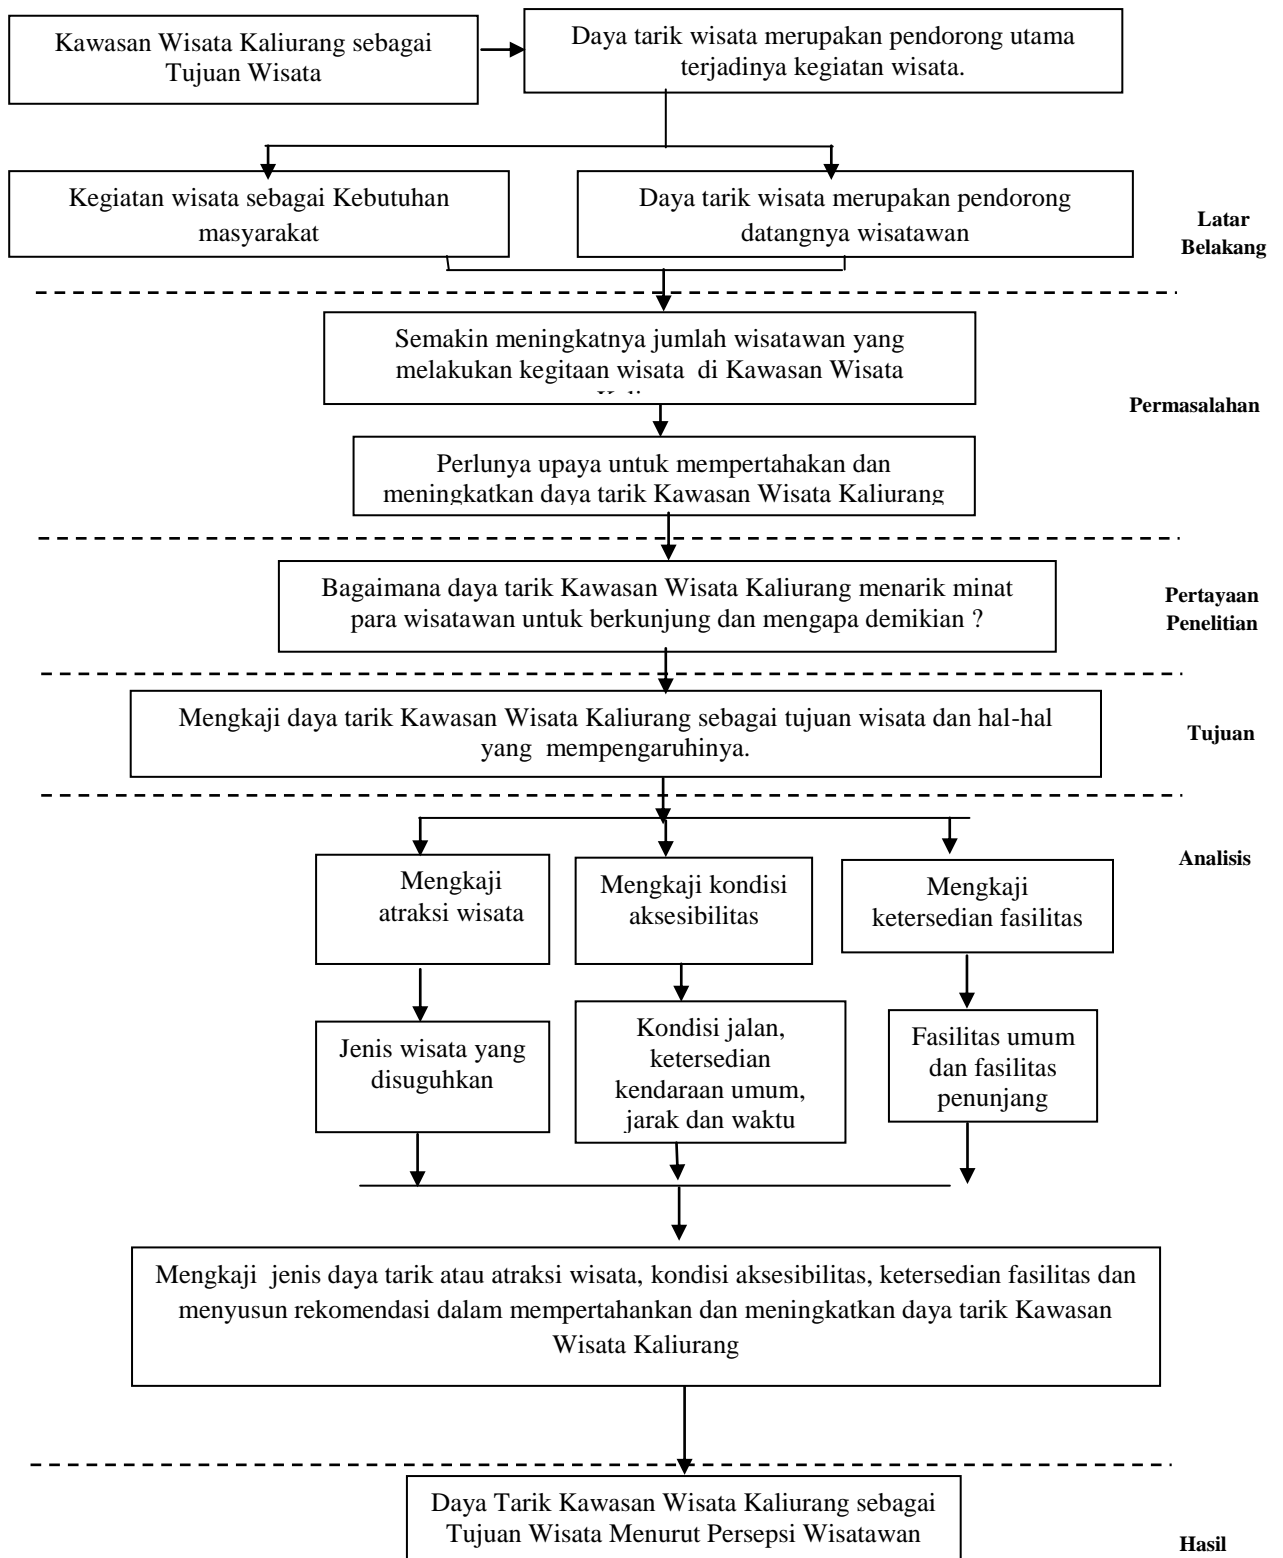 Kawasan Wisata Kaliurang sebagai
Tujuan Wisata
Daya tarik wisata merupakan pendorong utama
terjadinya kegiatan wisata.
Kegiatan wisata sebagai Kebutuhan
masyarakat
Daya tarik wisata merupakan pendorong
datangnya wisatawan
Latar
Belakang
Semakin meningkatnya jumlah wisatawan yang
melakukan kegitaan wisata di Kawasan Wisata
Permasalahan
Perlunya upaya untuk mempertahakan dan
meningkatkan daya tarik Kawasan Wisata Kaliurang
Bagaimana daya tarik Kawasan Wisata Kaliurang menarik minat
para wisatawan untuk berkunjung dan mengapa demikian ?
Pertayaan
Penelitian
Mengkaji daya tarik Kawasan Wisata Kaliurang sebagai tujuan wisata dan hal-hal
yang mempengaruhinya.
Tujuan
Analisis
Mengkaji
atraksi wisata
Mengkaji kondisi
aksesibilitas
Mengkaji
ketersedian fasilitas
Jenis wisata yang
disuguhkan
Kondisi jalan,
ketersedian
kendaraan umum,
jarak dan waktu
Fasilitas umum
dan fasilitas
penunjang
Mengkaji jenis daya tarik atau atraksi wisata, kondisi aksesibilitas, ketersedian fasilitas dan
menyusun rekomendasi dalam mempertahankan dan meningkatkan daya tarik Kawasan
Wisata Kaliurang
Daya Tarik Kawasan Wisata Kaliurang sebagai
Tujuan Wisata Menurut Persepsi Wisatawan
Hasil